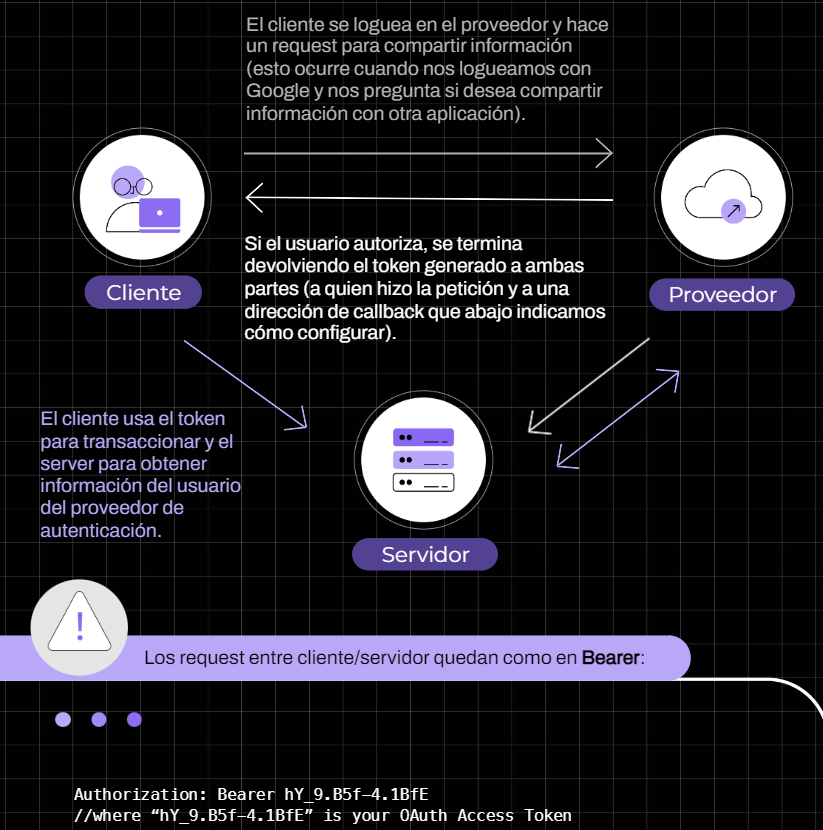 El cliente se loguea en el proveedor y hace
un request para compartir información
(esto ocurre cuando nos logueamos con
Google y nos pregunta si desea compartir
información con otra aplicación).
Si el usuario autoriza, se termina
devolviendo el token generado a ambas
partes (a quien hizo la petición y a una
dirección de callback que abajo indicamos
cómo configurar).
Cliente
Proveedor
El cliente usa el token
para transaccionar y el
server para obtener
información del usuario
del proveedor de
autenticación.
Servidor
!
Los request entre cliente/servidor quedan como en Bearer:
Authorization: Bearer hY_9.B5f-4.1BfE
//where “hY_9.B5f-4.1BfE” is your OAuth Access Token